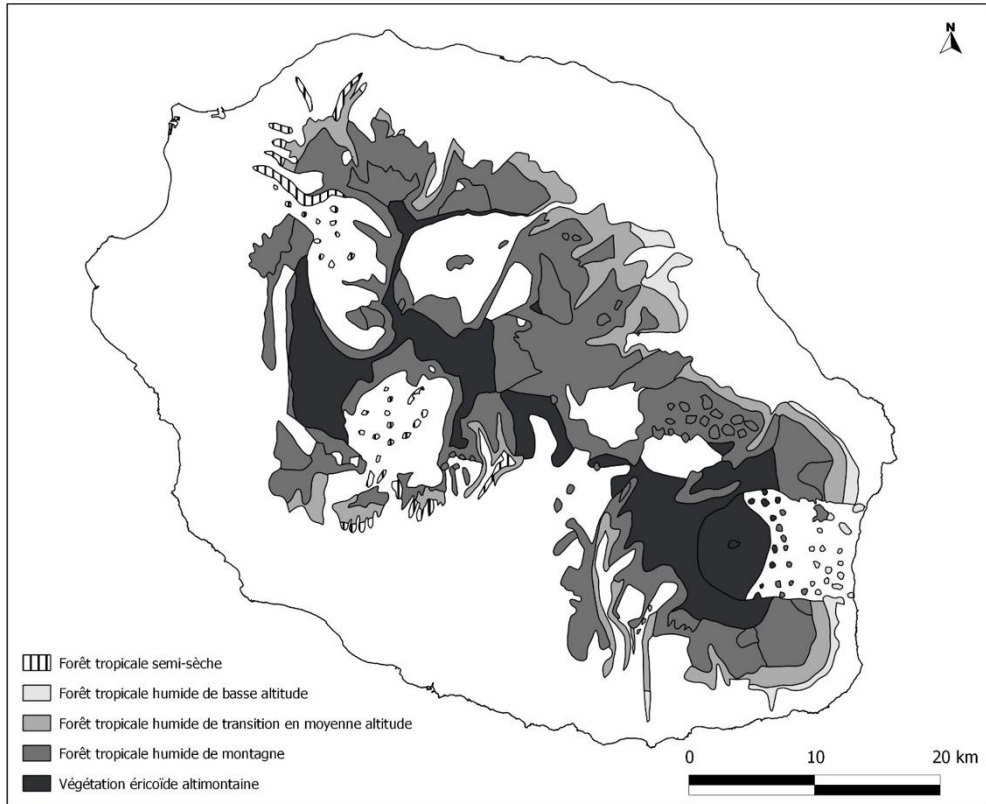 N
Forêt tropicale semi-sèche
Forêt tropicale humide de basse altitude
Forêt tropicale humide de transition en moyenne altitude
Forêt tropicale humide de montagne
Végétation éricoïde altimontaine
0 10 20 km